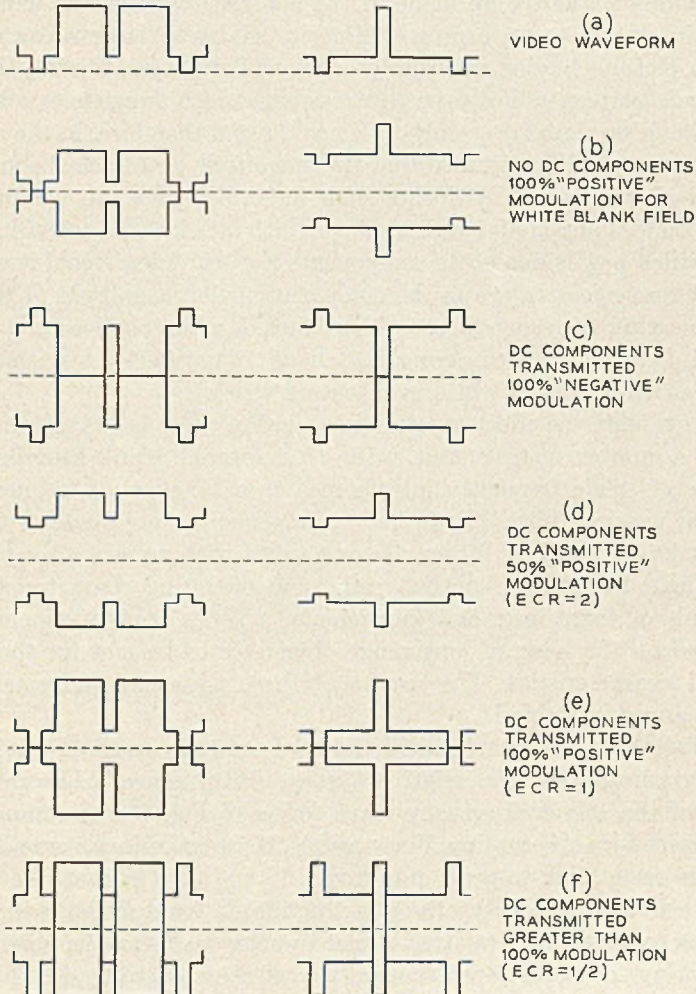 (a)
VIDEO WAVEFORM
(b)
NO DC COMPONENTS
100% "POSITIVE"
MODULATION FOR
WHITE BLANK FIELD
(c)
DC COMPONENTS
TRANSMITTED
100% "NEGATIVE"
MODULATION
(d)
DC COMPONENTS
TRANSMITTED
50% "POSITIVE"
MODULATION
(ECR=2)
(e)
DC COMPONENTS
TRANSMITTED
100% "POSITIVE"
MODULATION
(ECR=1)
(f)
DC COMPONENTS
TRANSMITTED
GREATER THAN
100% MODULATION
(ECR=1/2)